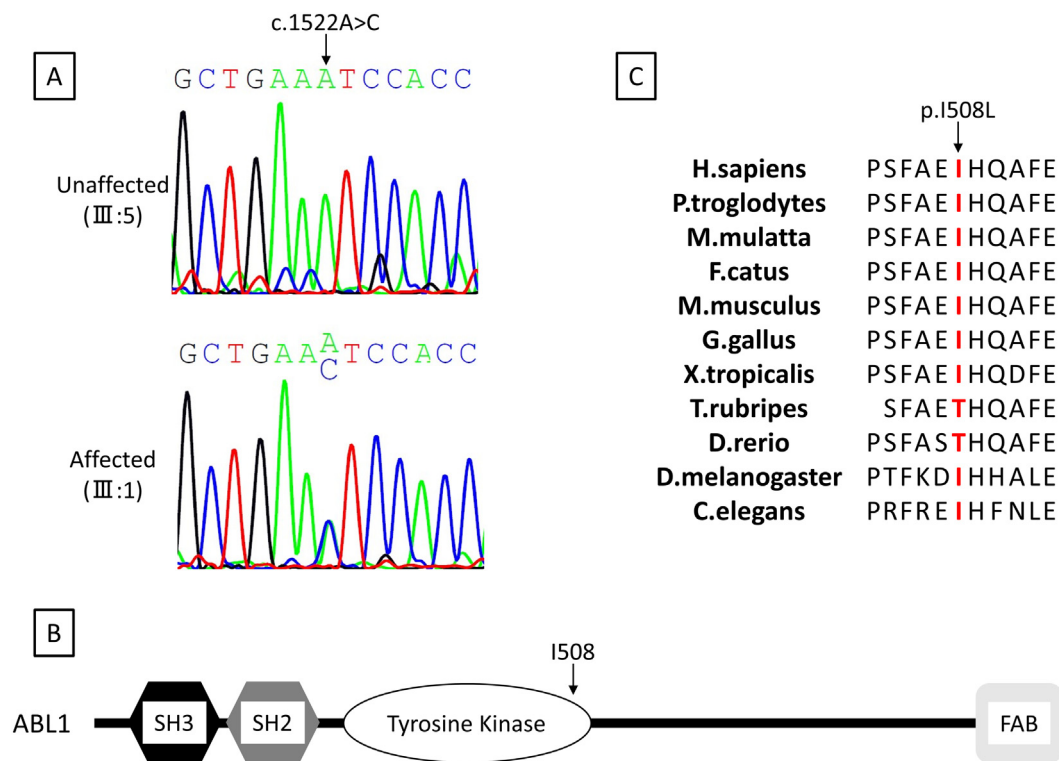 A
c.1522A>C
GCTGAAATCCACC
Unaffected
(Ⅲ:5)
GCTGAAATCCACC
C
Affected
(Ⅲ:1)
C
p.I508L
H.sapiens PSFAEIHQAFE
P.troglodytes PSFAEIHQAFE
M.mulatta PSFAEIHQAFE
F.catus PSFAEIHQAFE
M.musculus PSFAEIHQAFE
G.gallus PSFAEIHQAFE
X.tropicalis PSFAEIHQDFE
T.rubripes SFAETHQAFE
D.rerio PSFASTHQAFE
D.melanogaster PTFKDIHHALE
C.elegans PRFREIHFNLE
B
I508
ABL1 SH3 SH2 Tyrosine Kinase FAB